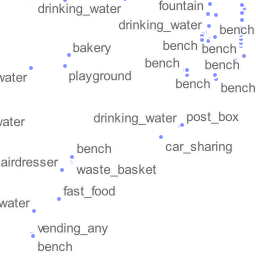 drinking_water
fountain
drinking_water
bench
bakery
bench
bench
bench
bench
water
playground
bench
bench
water
drinking_water
post_box
car_sharing
bench
airdresser
waste_basket
fast_food
water
vending_any
bench